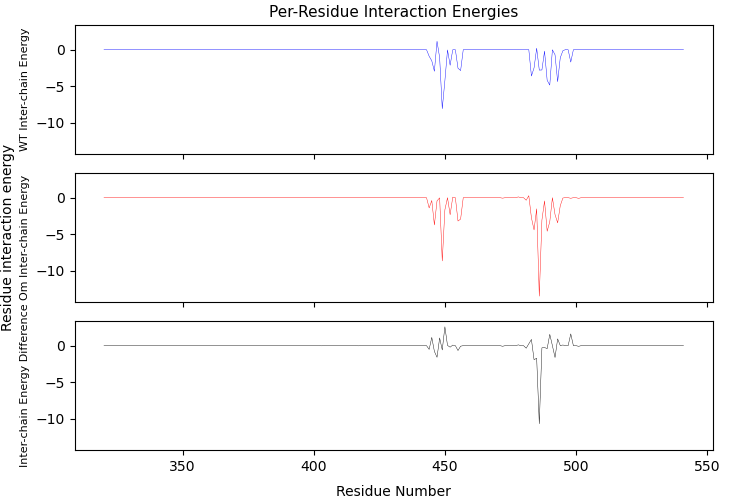 Per-Residue Interaction Energies
WT Inter-chain Energy
0
−5
−10
Residue interaction energy
Om Inter-chain Energy
0
−5
−10
Inter-chain Energy Difference
0
−5
−10
350
400
450
500
550
Residue Number